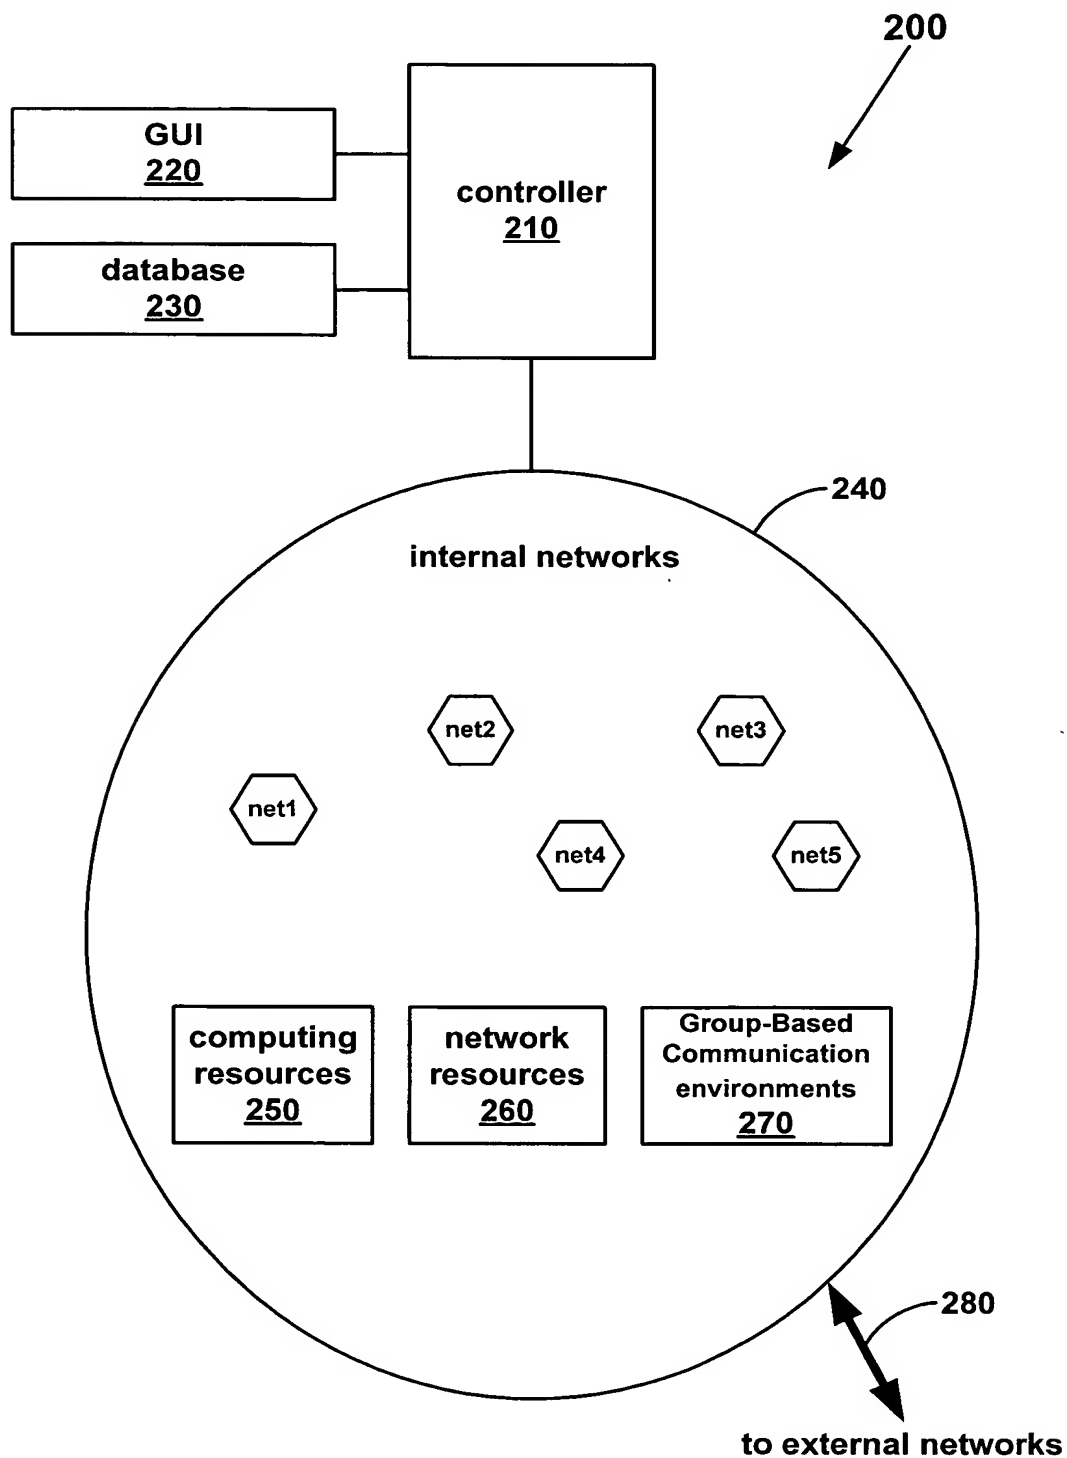 200
GUI
220
controller
210
database
230
240
internal networks
net2
net3
net1
net4
net5
computing
resources
250
network
resources
260
Group-Based
Communication
environments
270
280
to external networks